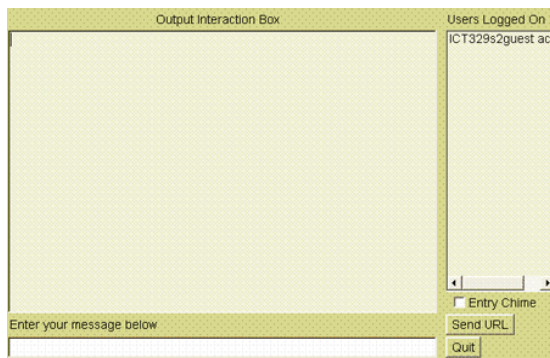 Output Interaction Box
Users Logged On
ICT329s2guest ac
Entry Chime
Enter your message below
Send URL
Quit